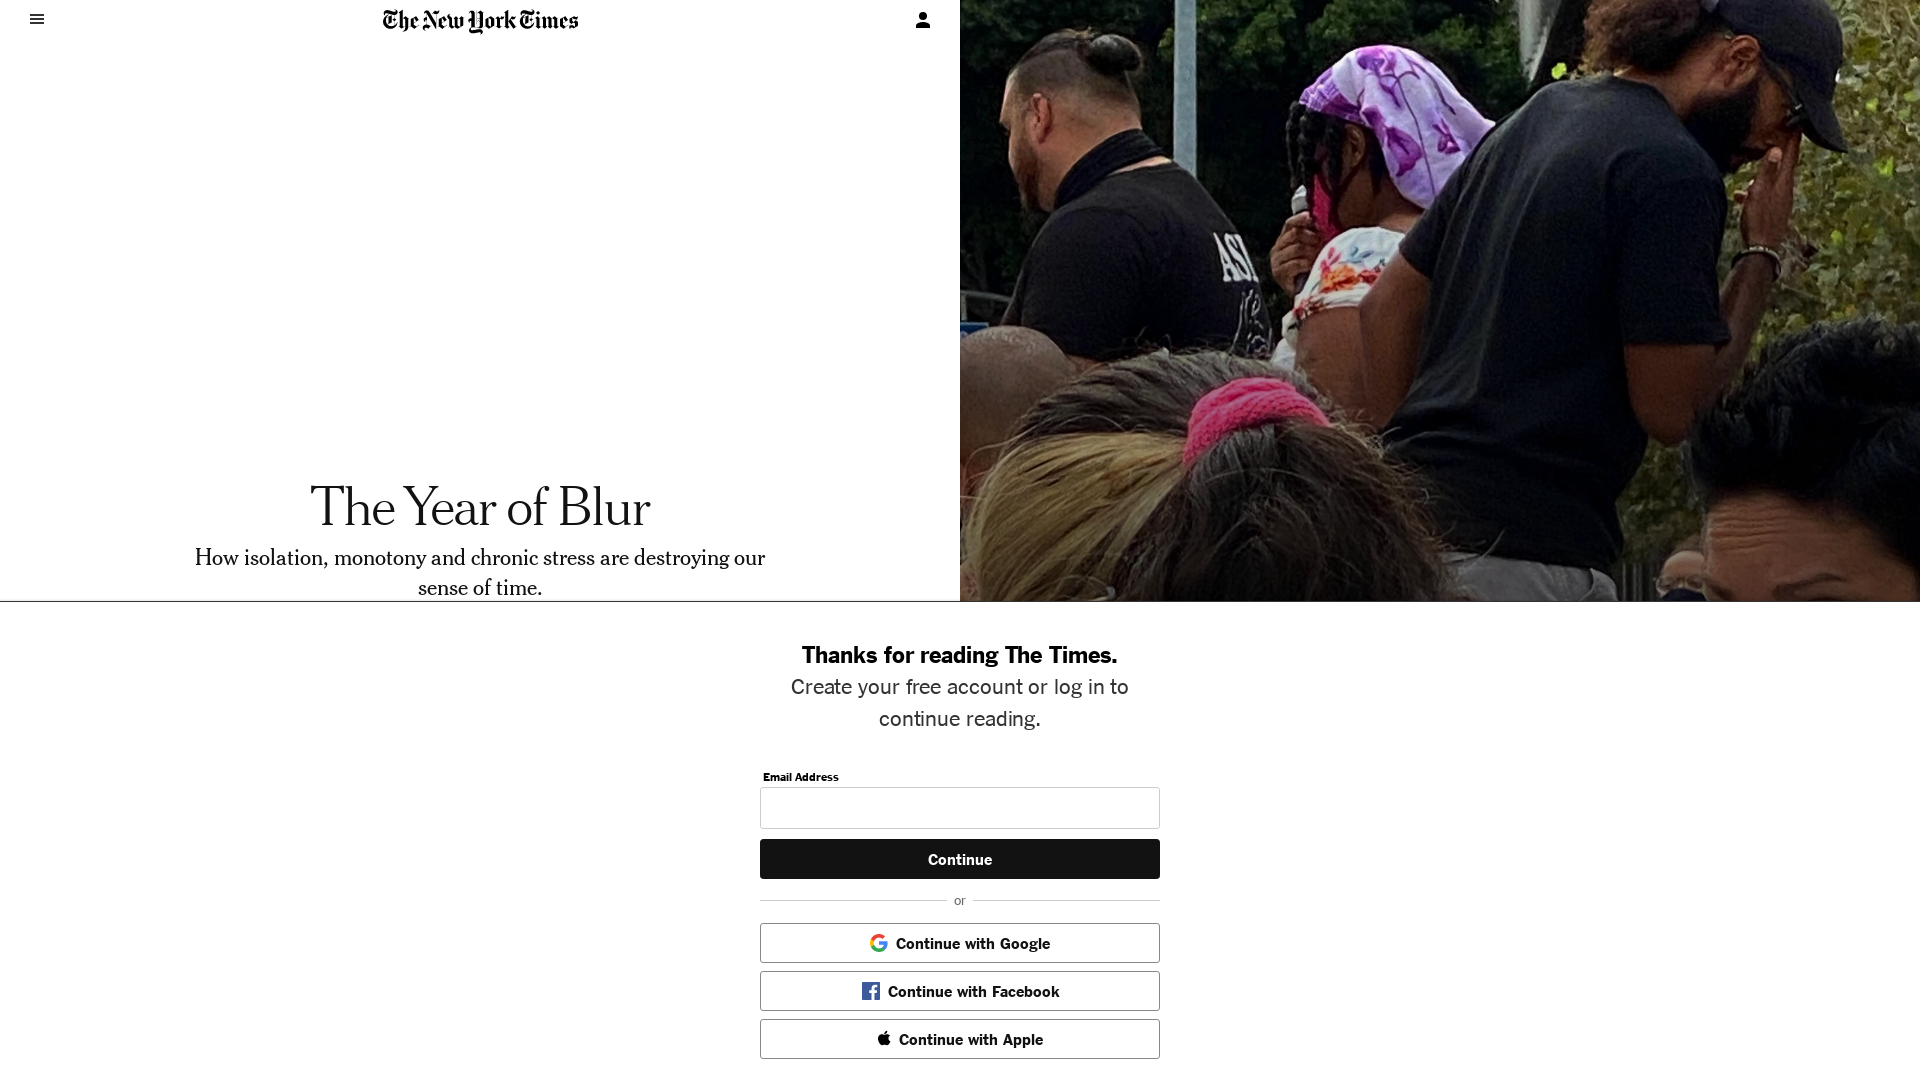 The New York Times
ASI
The Year of Blur
How isolation, monotony and chronic stress are destroying our
sense of time.
Thanks for reading The Times.
Create your free account or log in to
continue reading.
Email Address
Continue
or
Continue with Google
Continue with Facebook
Continue with Apple